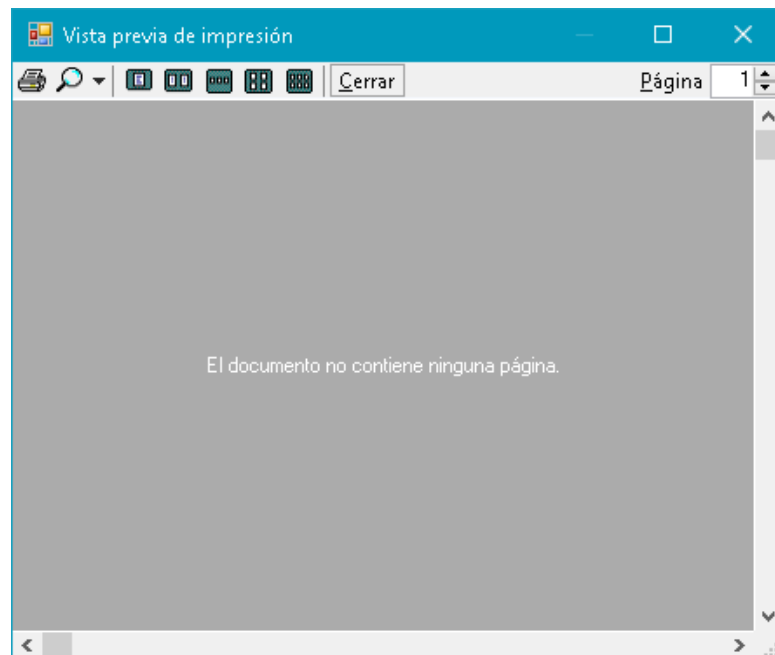 Vista previa de impresión
Cerrar Página 1
El documento no contiene ninguna página.